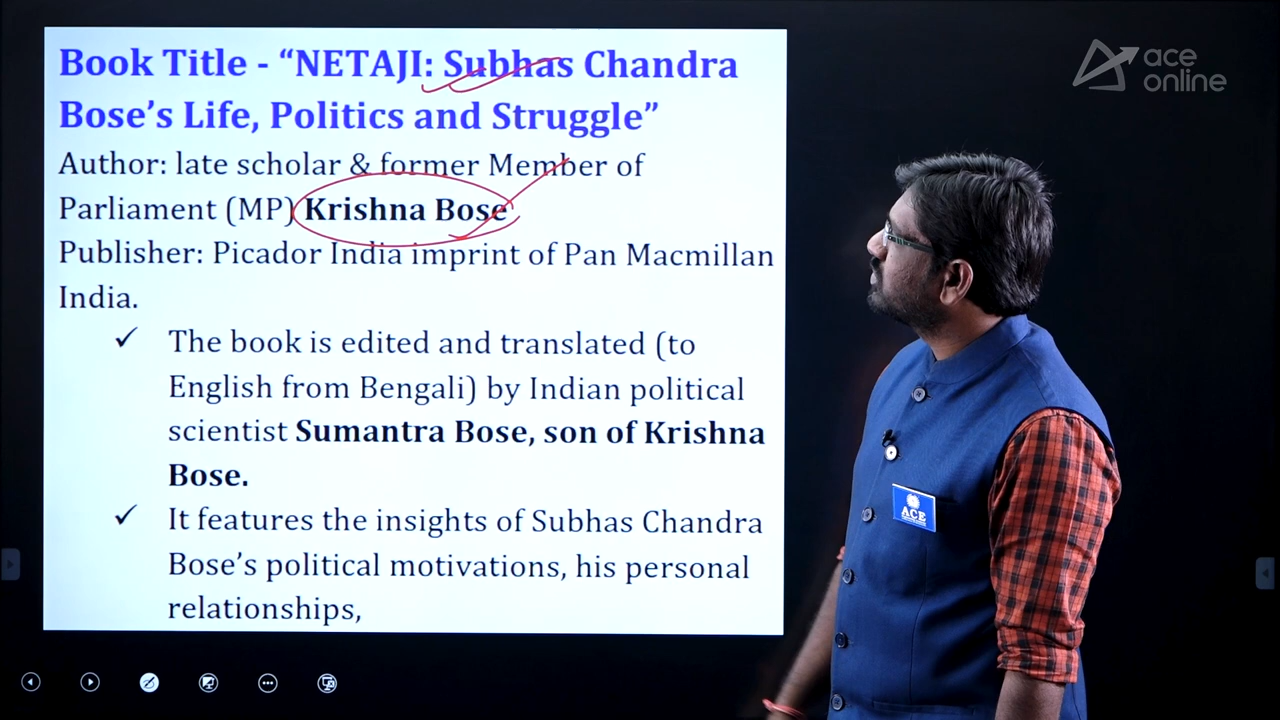 Book Title - “NETAJI: Subhas Chandra
Bose’s Life, Politics and Struggle”
Author: late scholar & former Member of
Parliament (MP) Krishna Bose
Publisher: Picador India imprint of Pan Macmillan
India.
✓ The book is edited and translated (to
English from Bengali) by Indian political
scientist Sumantra Bose, son of Krishna
Bose.
✓ It features the insights of Subhas Chandra
Bose’s political motivations, his personal
relationships,
ace
online
ACE